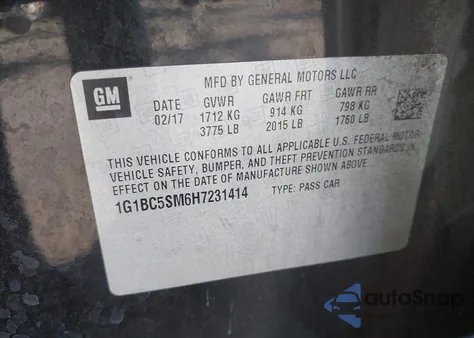 MFD BY GENERAL MOTORS LLC
GM
02/17 GVWR GAWR FRT GAWR RR
1712 KG 914 KG 798 KG
3775 LB 2015 LB 1760 LB
THIS VEHICLE CONFORMS TO ALL APPLICABLE U.S. FEDERAL MOTOR
VEHICLE SAFETY, BUMPER, AND THEFT PREVENTION STANDARDS IN
EFFECT ON THE DATE OF MANUFACTURE SHOWN ABOVE.
1G1BC5SM6H7231414 TYPE: PASS CAR
autoSnap